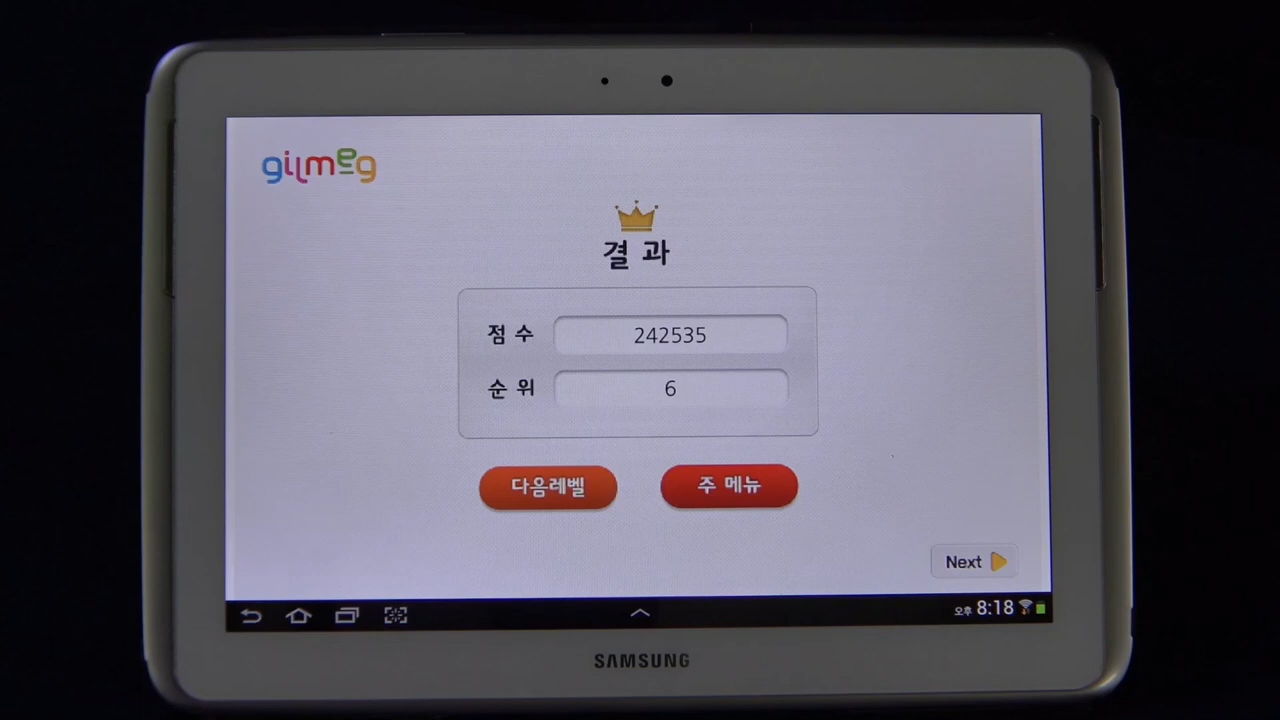 gilmeg
결 과
점 수 242535
순 위 6
다음레벨 주 메뉴
Next
오후 8:18
SAMSUNG